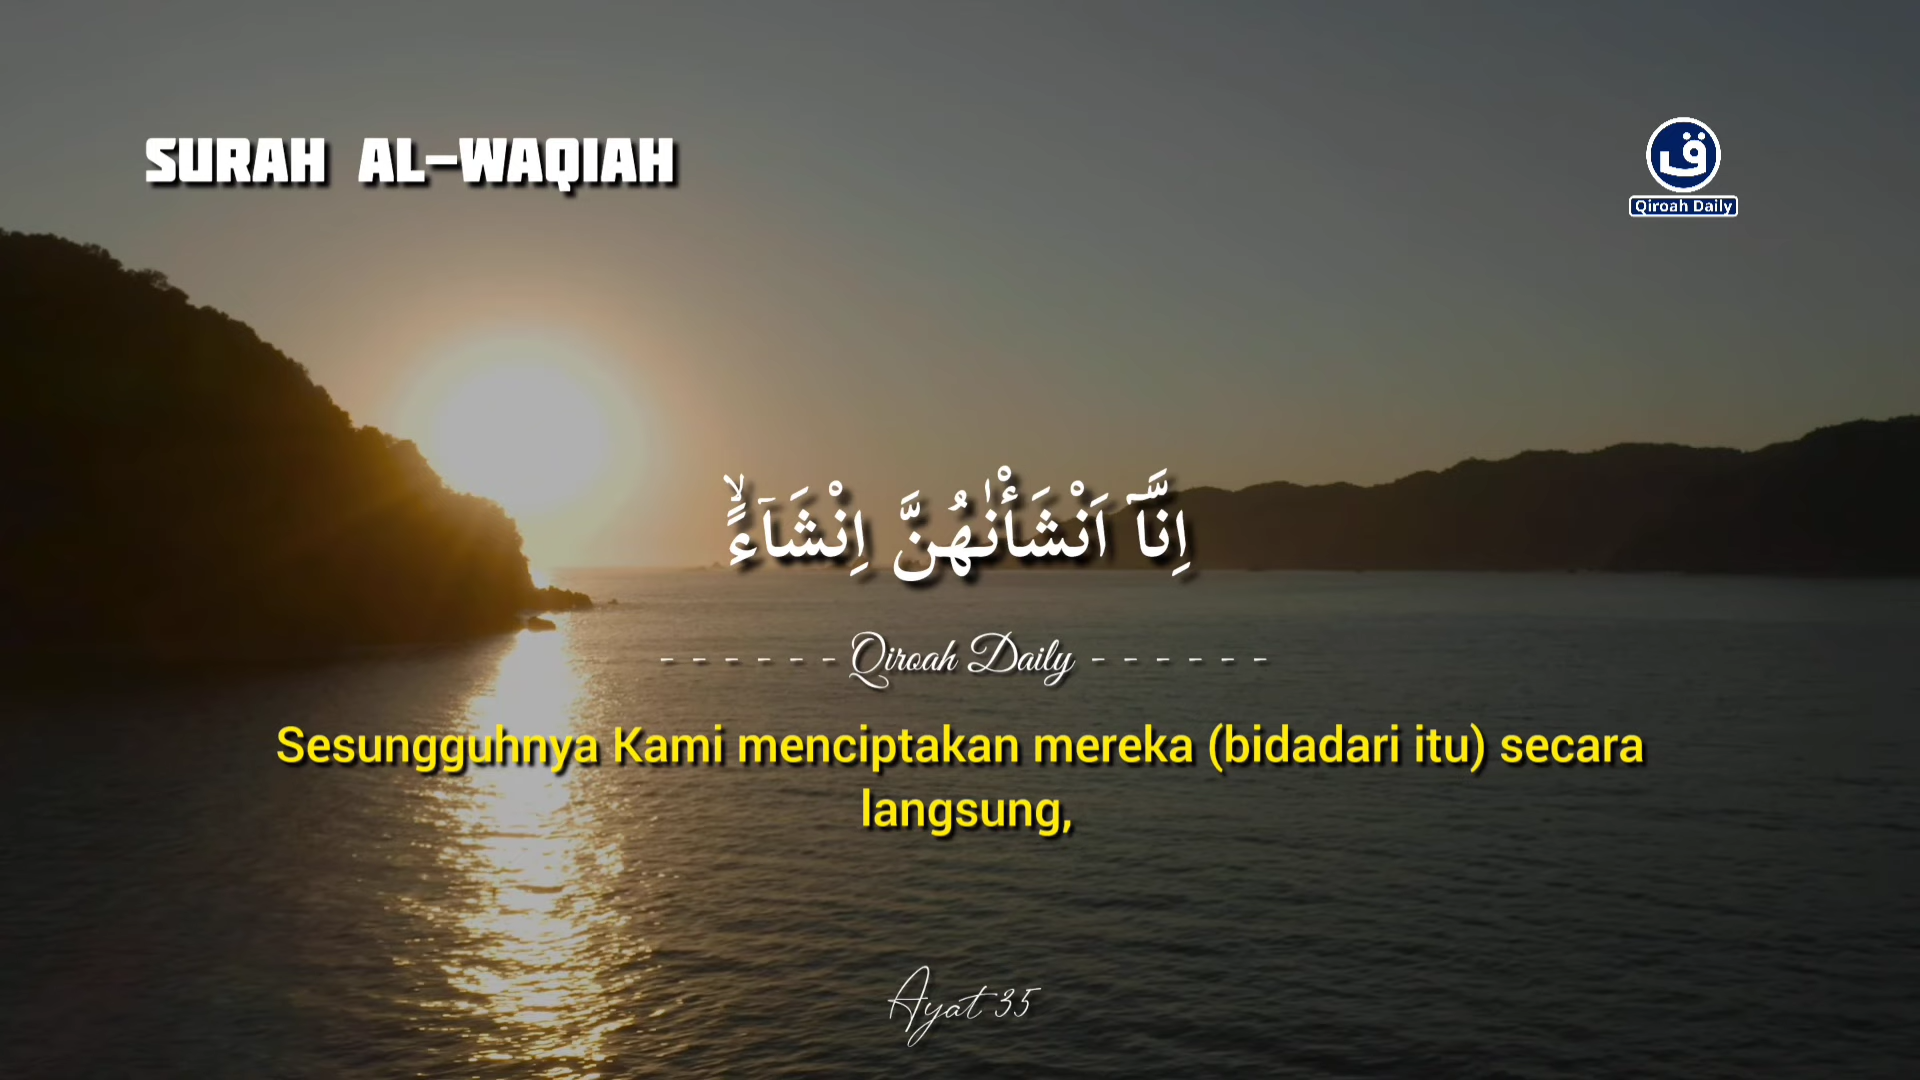 SURAH AL-WAQIAH
ق
Qiroah Daily
اِنَّآ اَنْشَأْنٰهُنَّ اِنْشَاۤءًۙ
------ Qiroah Daily ------
Sesungguhnya Kami menciptakan mereka (bidadari itu) secara
langsung,
Ayat 35